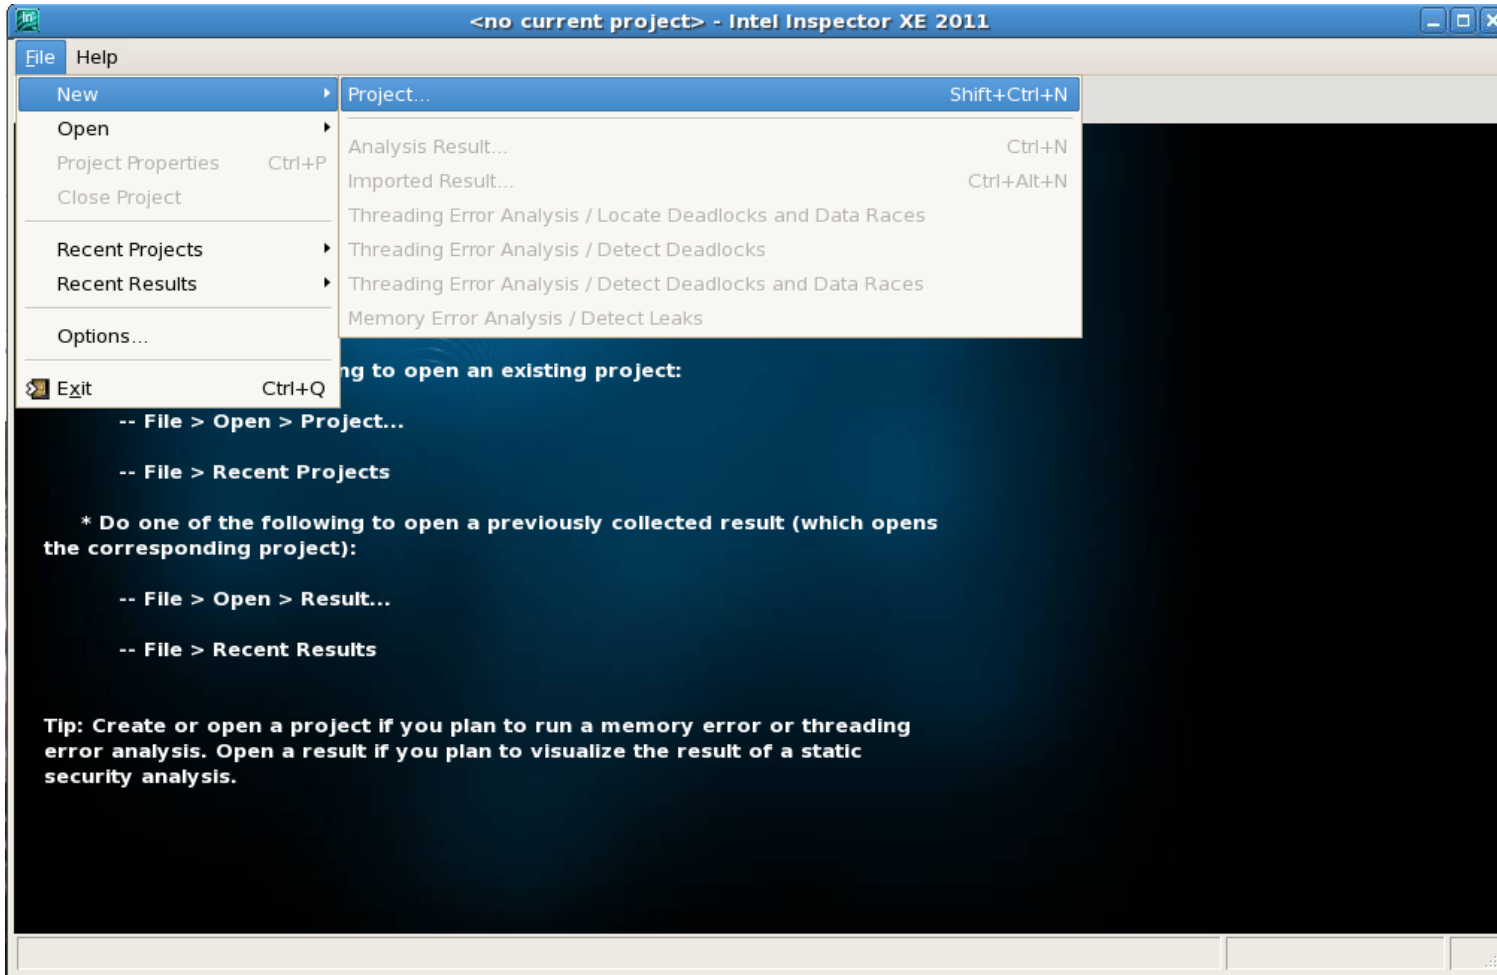 <no current project> - Intel Inspector XE 2011
File Help
New
Project... Shift+Ctrl+N
Open
Analysis Result... Ctrl+N
Project Properties Ctrl+P
Imported Result... Ctrl+Alt+N
Close Project
Threading Error Analysis / Locate Deadlocks and Data Races
Recent Projects
Threading Error Analysis / Detect Deadlocks
Recent Results
Threading Error Analysis / Detect Deadlocks and Data Races
Memory Error Analysis / Detect Leaks
Options...
Exit Ctrl+Q
ng to open an existing project:
-- File > Open > Project...
-- File > Recent Projects
* Do one of the following to open a previously collected result (which opens
the corresponding project):
-- File > Open > Result...
-- File > Recent Results
Tip: Create or open a project if you plan to run a memory error or threading
error analysis. Open a result if you plan to visualize the result of a static
security analysis.